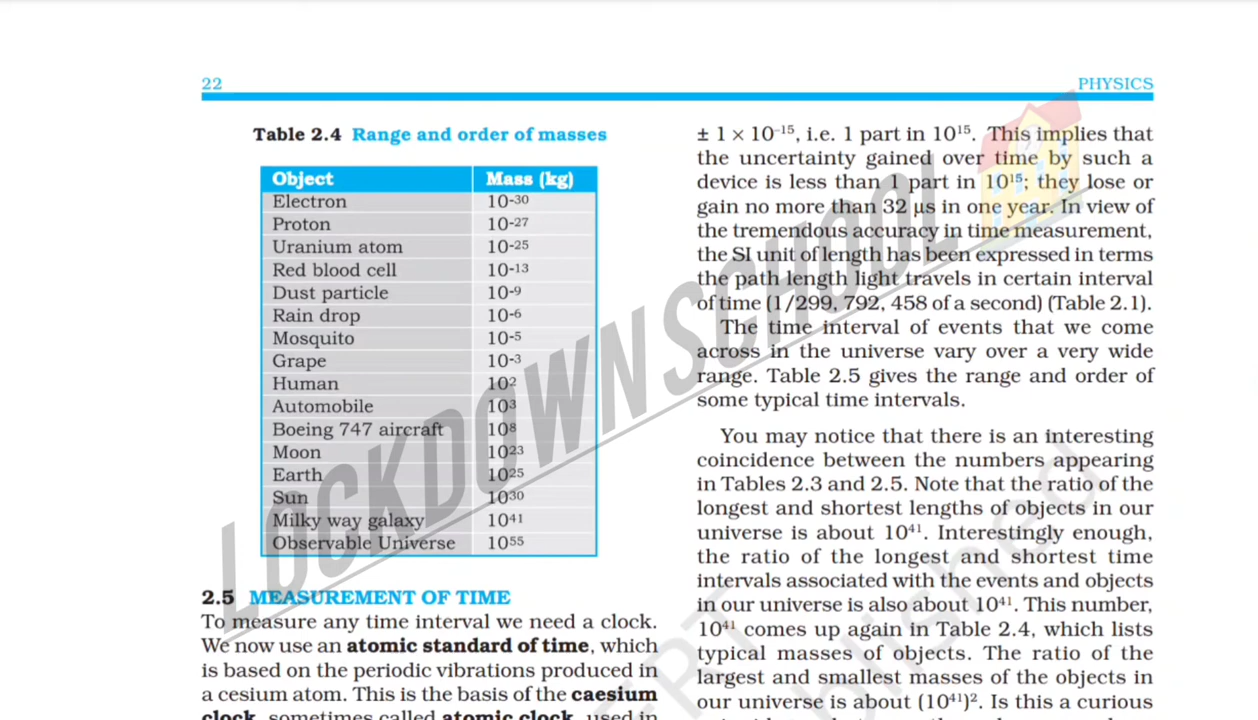 22
PHYSICS
Table 2.4 Range and order of masses
Object Mass (kg)
Electron 10⁻³⁰
Proton 10⁻²⁷
Uranium atom 10⁻²⁵
Red blood cell 10⁻¹³
Dust particle 10⁻⁹
Rain drop 10⁻⁶
Mosquito 10⁻⁵
Grape 10⁻³
Human 10²
Automobile 10³
Boeing 747 aircraft 10⁸
Moon 10²³
Earth 10²⁵
Sun 10³⁰
Milky way galaxy 10⁴¹
Observable Universe 10⁵⁵
2.5 MEASUREMENT OF TIME
To measure any time interval we need a clock.
We now use an atomic standard of time, which
is based on the periodic vibrations produced in
a cesium atom. This is the basis of the caesium
clock, sometimes called atomic clock, used in
± 1 × 10⁻¹⁵, i.e. 1 part in 10¹⁵. This implies that
the uncertainty gained over time by such a
device is less than 1 part in 10¹⁵; they lose or
gain no more than 32 µs in one year. In view of
the tremendous accuracy in time measurement,
the SI unit of length has been expressed in terms
the path length light travels in certain interval
of time (1/299, 792, 458 of a second) (Table 2.1).
The time interval of events that we come
across in the universe vary over a very wide
range. Table 2.5 gives the range and order of
some typical time intervals.
You may notice that there is an interesting
coincidence between the numbers appearing
in Tables 2.3 and 2.5. Note that the ratio of the
longest and shortest lengths of objects in our
universe is about 10⁴¹. Interestingly enough,
the ratio of the longest and shortest time
intervals associated with the events and objects
in our universe is also about 10⁴¹. This number,
10⁴¹ comes up again in Table 2.4, which lists
typical masses of objects. The ratio of the
largest and smallest masses of the objects in
our universe is about (10⁴¹)². Is this a curious
LOCKDOWN SCHOOL